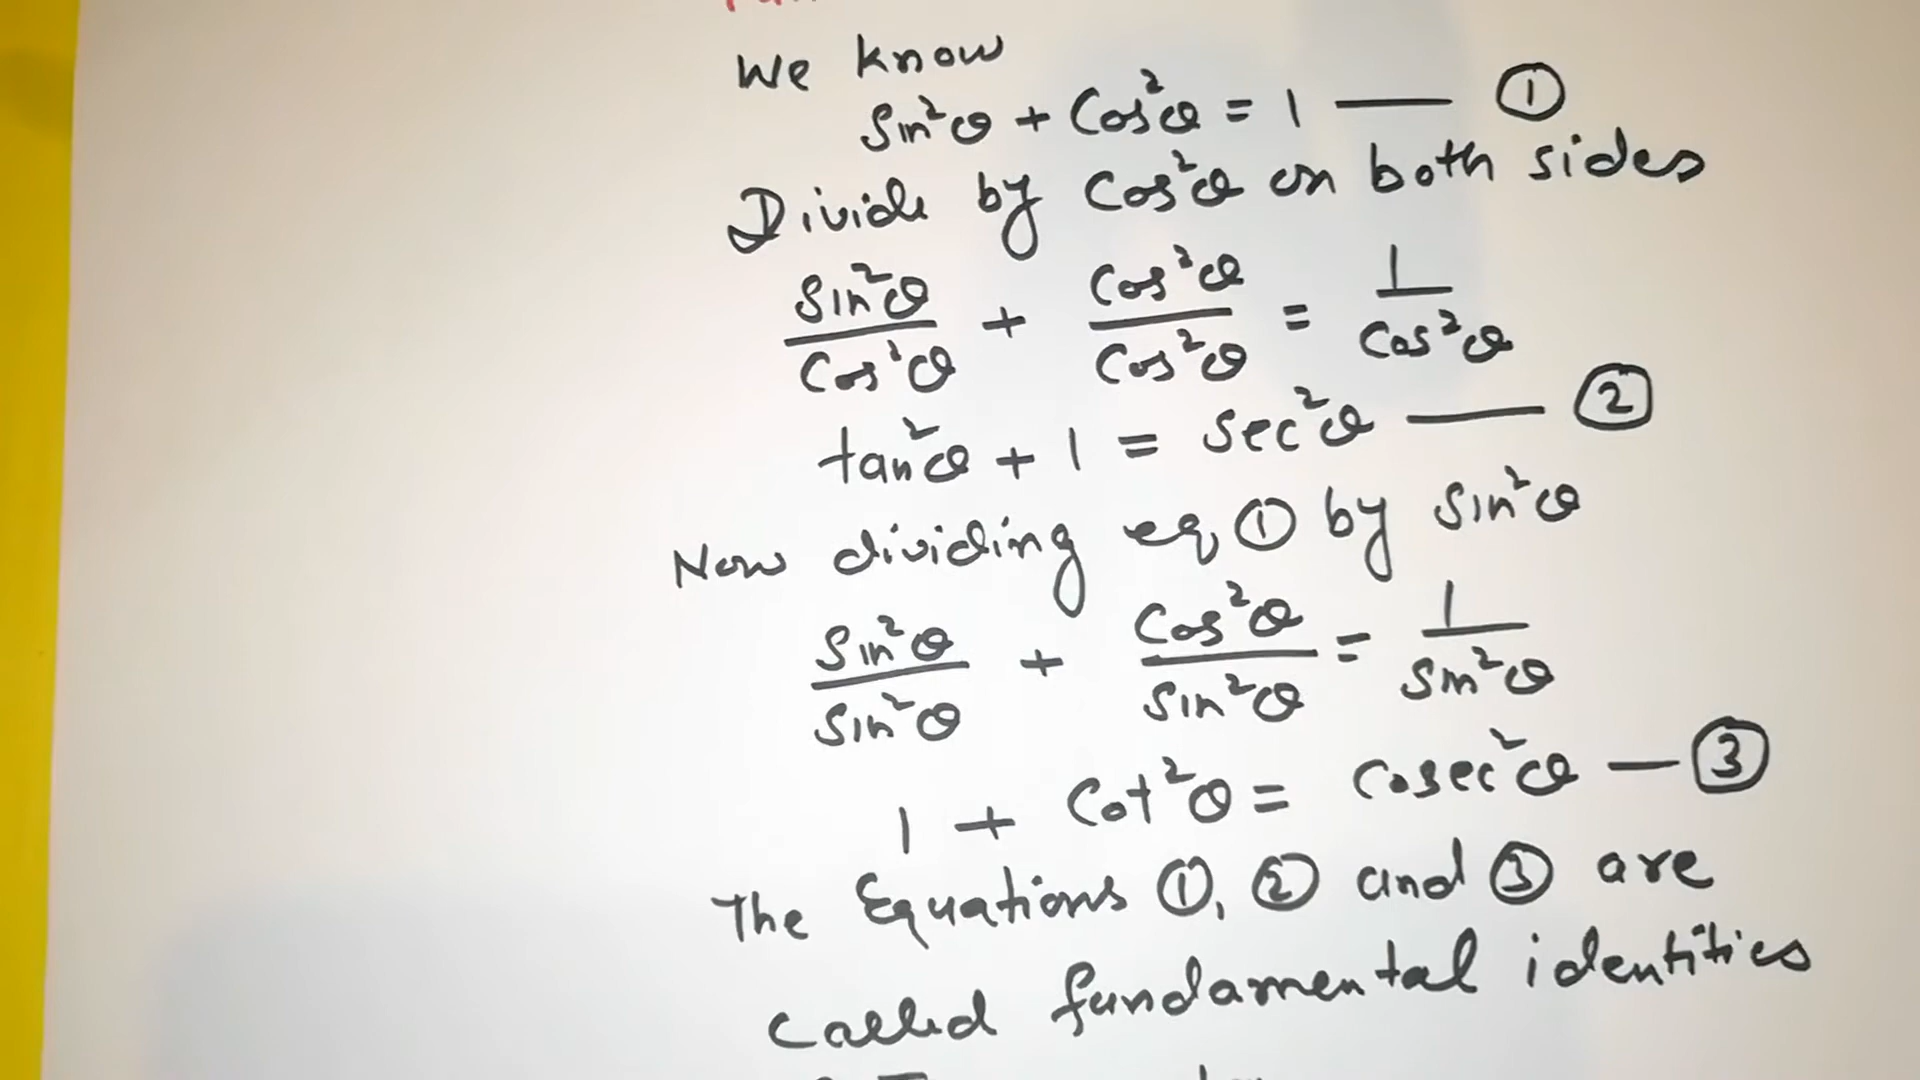 We know
Sin²θ + Cos²θ = 1 — ①
Divide by Cos²θ on both sides
Sin²θ/Cos²θ + Cos²θ/Cos²θ = 1/Cos²θ
tan²θ + 1 = Sec²θ — ②
Now dividing eq ① by Sin²θ
Sin²θ/Sin²θ + Cos²θ/Sin²θ = 1/Sin²θ
1 + Cot²θ = Cosec²θ — ③
The Equations ①, ② and ③ are
called fundamental identities